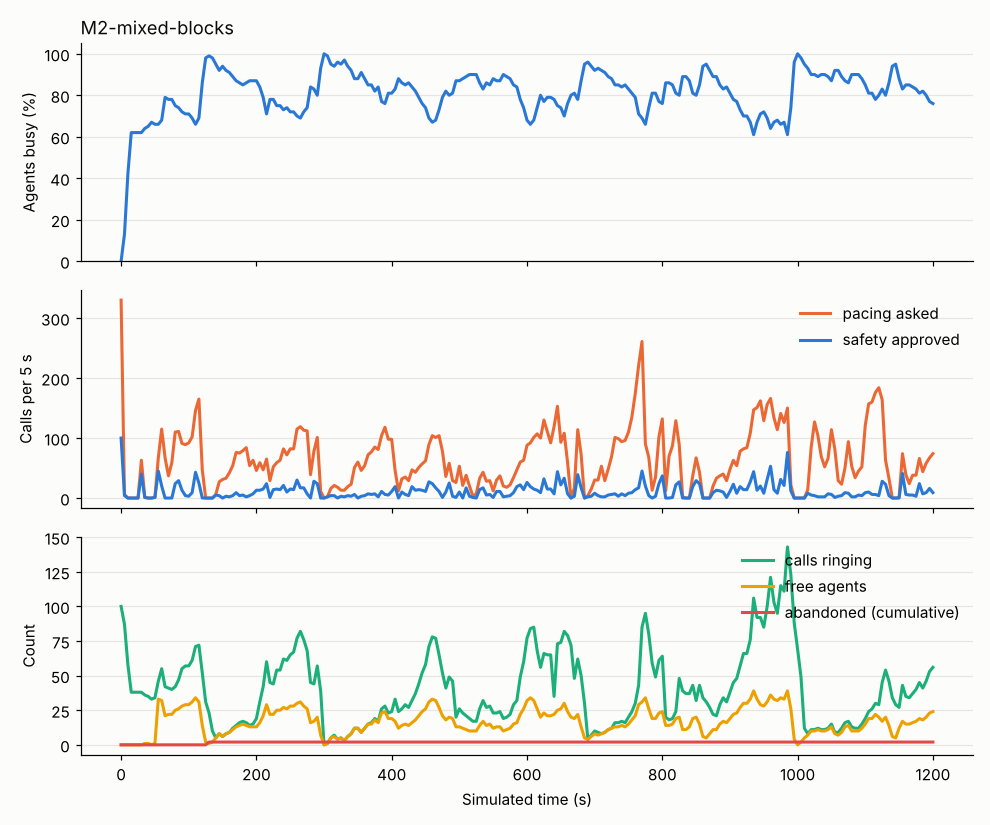 M2-mixed-blocks
Agents busy (%)
100
80
60
40
20
0
Calls per 5 s
300
200
100
0
pacing asked
safety approved
Count
150
125
100
75
50
25
0
calls ringing
free agents
abandoned (cumulative)
0 200 400 600 800 1000 1200
Simulated time (s)